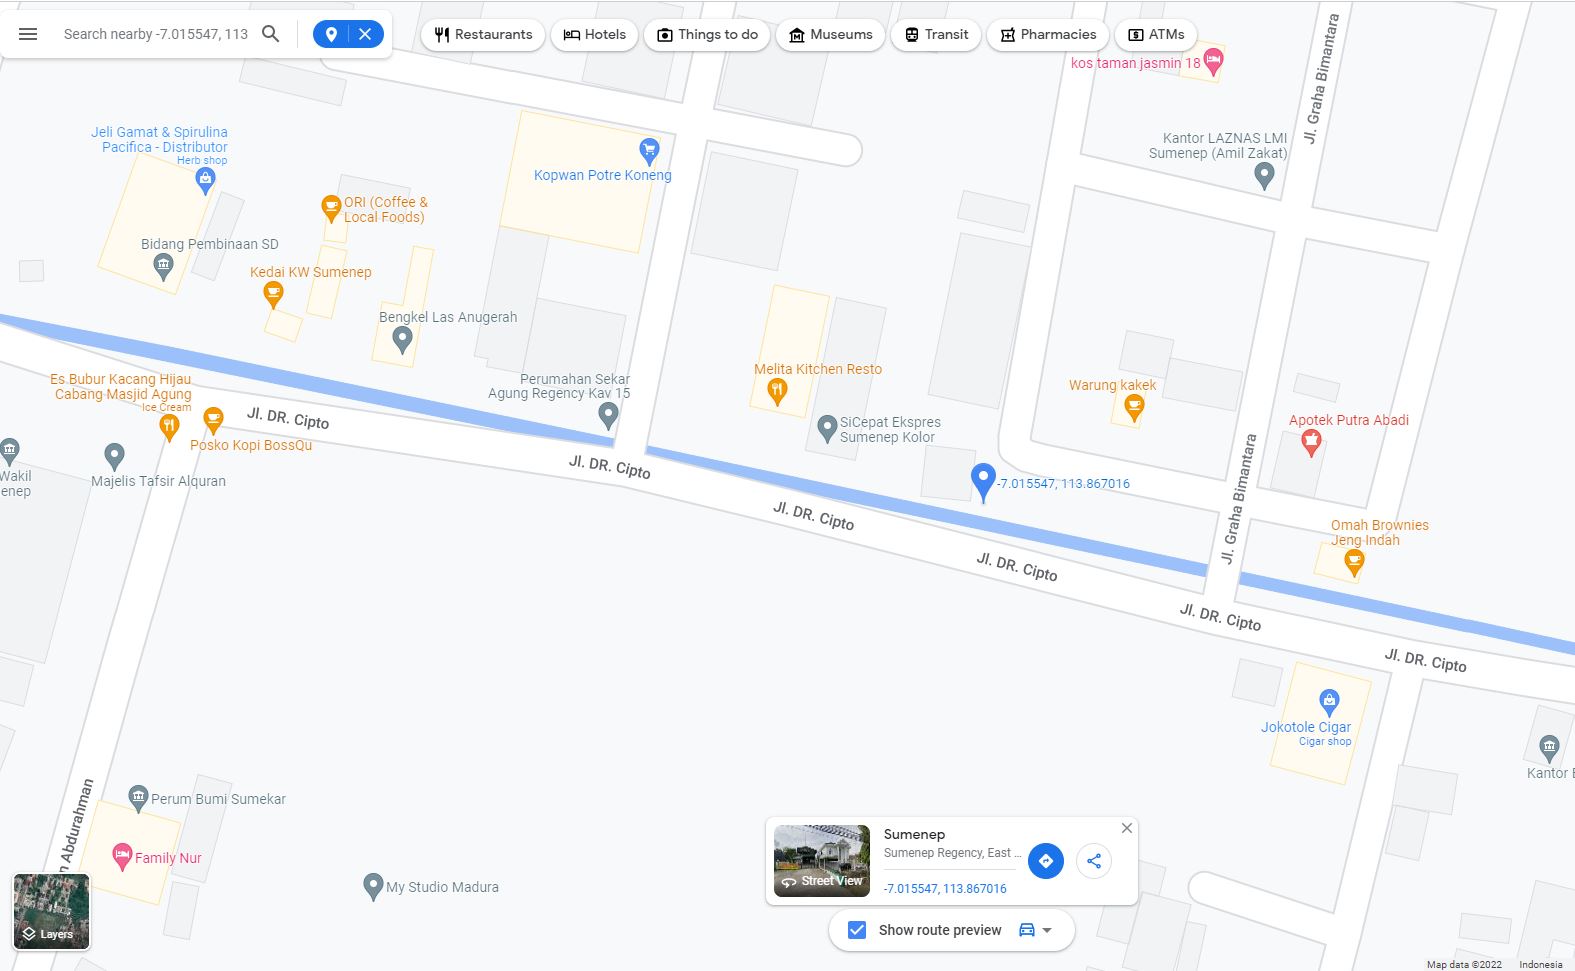 Search nearby -7.015547, 113
Restaurants
Hotels
Things to do
Museums
Transit
Pharmacies
ATMs
kos taman jasmin 18
Jl. Graha Bimantara
Jeli Gamat & Spirulina
Pacifica - Distributor
Herb shop
Kopwan Potre Koneng
Kantor LAZNAS LMI
Sumenep (Amil Zakat)
ORI (Coffee &
Local Foods)
Bidang Pembinaan SD
Kedai KW Sumenep
Bengkel Las Anugerah
Es Bubur Kacang Hijau
Cabang Masjid Agung
Ice Cream
Perumahan Sekar
Agung Regency Kav 15
Melita Kitchen Resto
Warung kakek
Jl. DR. Cipto
Posko Kopi BossQu
SiCepat Ekspres
Sumenep Kolor
Apotek Putra Abadi
Wakil
enep
Majelis Tafsir Alquran
Jl. DR. Cipto
-7.015547, 113.867016
Jl. Graha Bimantara
Jl. DR. Cipto
Omah Brownies
Jeng Indah
Jl. DR. Cipto
Jl. DR. Cipto
Jl. DR. Cipto
Jokotole Cigar
Cigar shop
Kantor
Perum Bumi Sumekar
n Abdurahman
Family Nur
My Studio Madura
Sumenep
Sumenep Regency, East ...
Street View
-7.015547, 113.867016
Layers
Show route preview
Map data ©2022
Indonesia